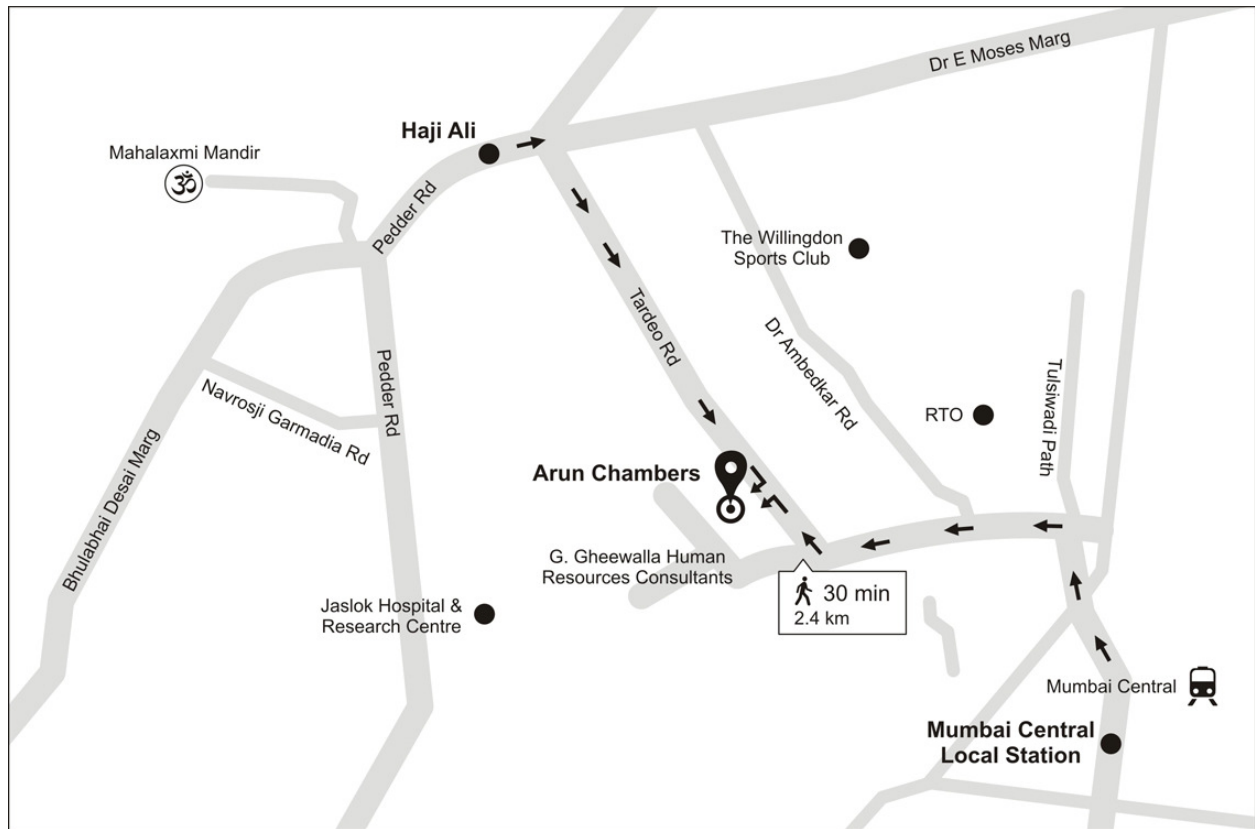 Dr E Moses Marg
Haji Ali
Mahalaxmi Mandir
ॐ
Pedder Rd
The Willingdon
Sports Club
Tardeo Rd
Dr Ambedkar Rd
Pedder Rd
Navrosji Garmadia Rd
Tulsiwadi Path
RTO
Bhulabhai Desai Marg
Arun Chambers
G. Gheewalla Human
Resources Consultants
30 min
2.4 km
Jaslok Hospital &
Research Centre
Mumbai Central
Mumbai Central
Local Station